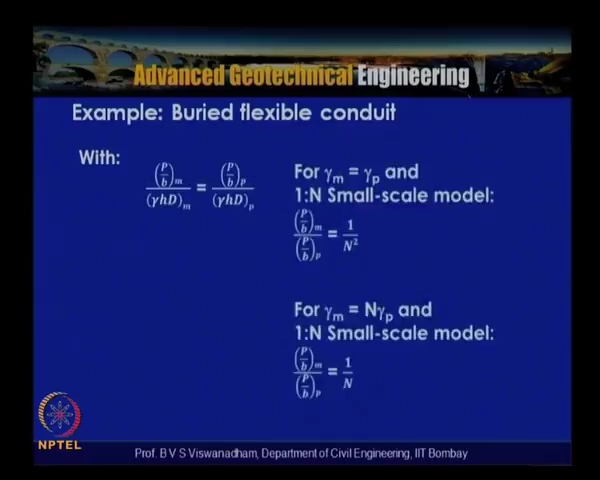 Advanced Geotechnical Engineering
Example: Buried flexible conduit
With:
(P/b)m / (γhD)m = (P/b)p / (γhD)p
For γm = γp and
1:N Small-scale model:
(P/b)m / (P/b)p = 1/N²
For γm = Nγp and
1:N Small-scale model:
(P/b)m / (P/b)p = 1/N
NPTEL
Prof. B V S Viswanadham, Department of Civil Engineering, IIT Bombay